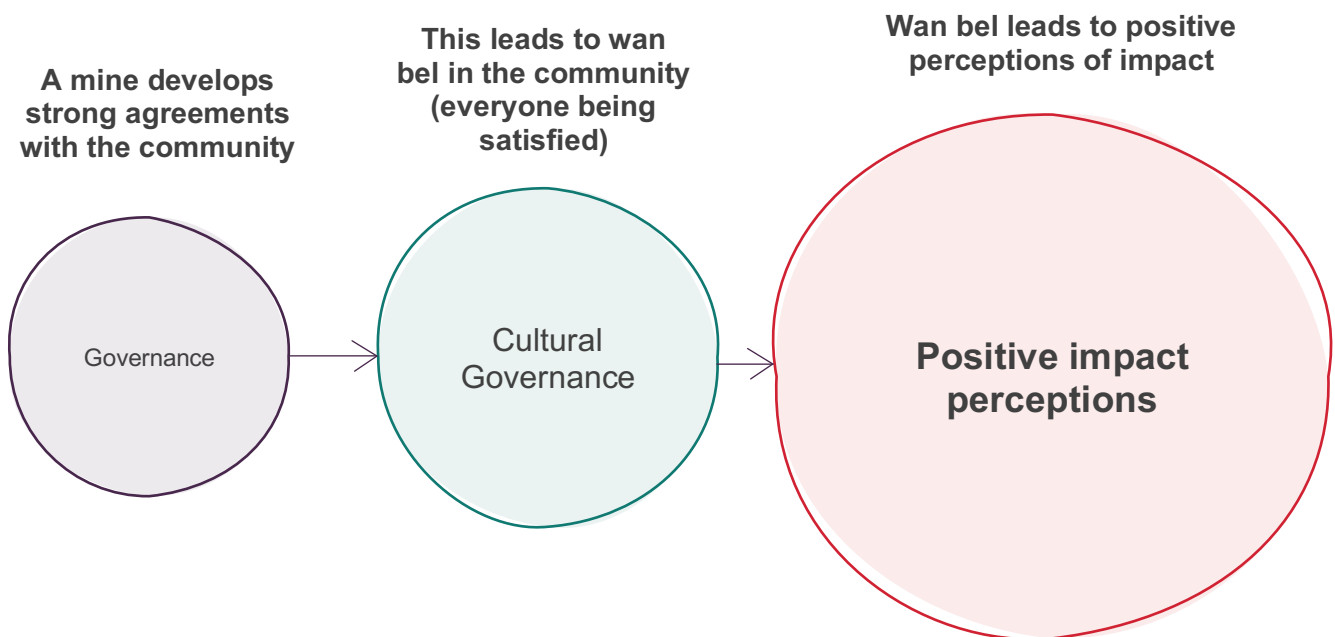 A mine develops
strong agreements
with the community
This leads to wan
bel in the community
(everyone being
satisfied)
Wan bel leads to positive
perceptions of impact
Governance
Cultural
Governance
Positive impact
perceptions